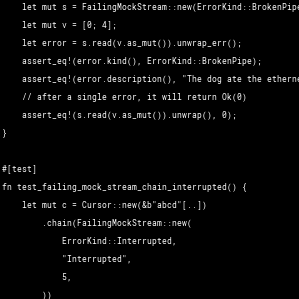 let mut s = FailingMockStream::new(ErrorKind::BrokenPipe
    let mut v = [0; 4];
    let error = s.read(v.as_mut()).unwrap_err();
    assert_eq!(error.kind(), ErrorKind::BrokenPipe);
    assert_eq!(error.description(), "The dog ate the etherne
    // after a single error, it will return Ok(0)
    assert_eq!(s.read(v.as_mut()).unwrap(), 0);
}

#[test]
fn test_failing_mock_stream_chain_interrupted() {
    let mut c = Cursor::new(&b"abcd"[..])
        .chain(FailingMockStream::new(
            ErrorKind::Interrupted,
            "Interrupted",
            5,
        ))